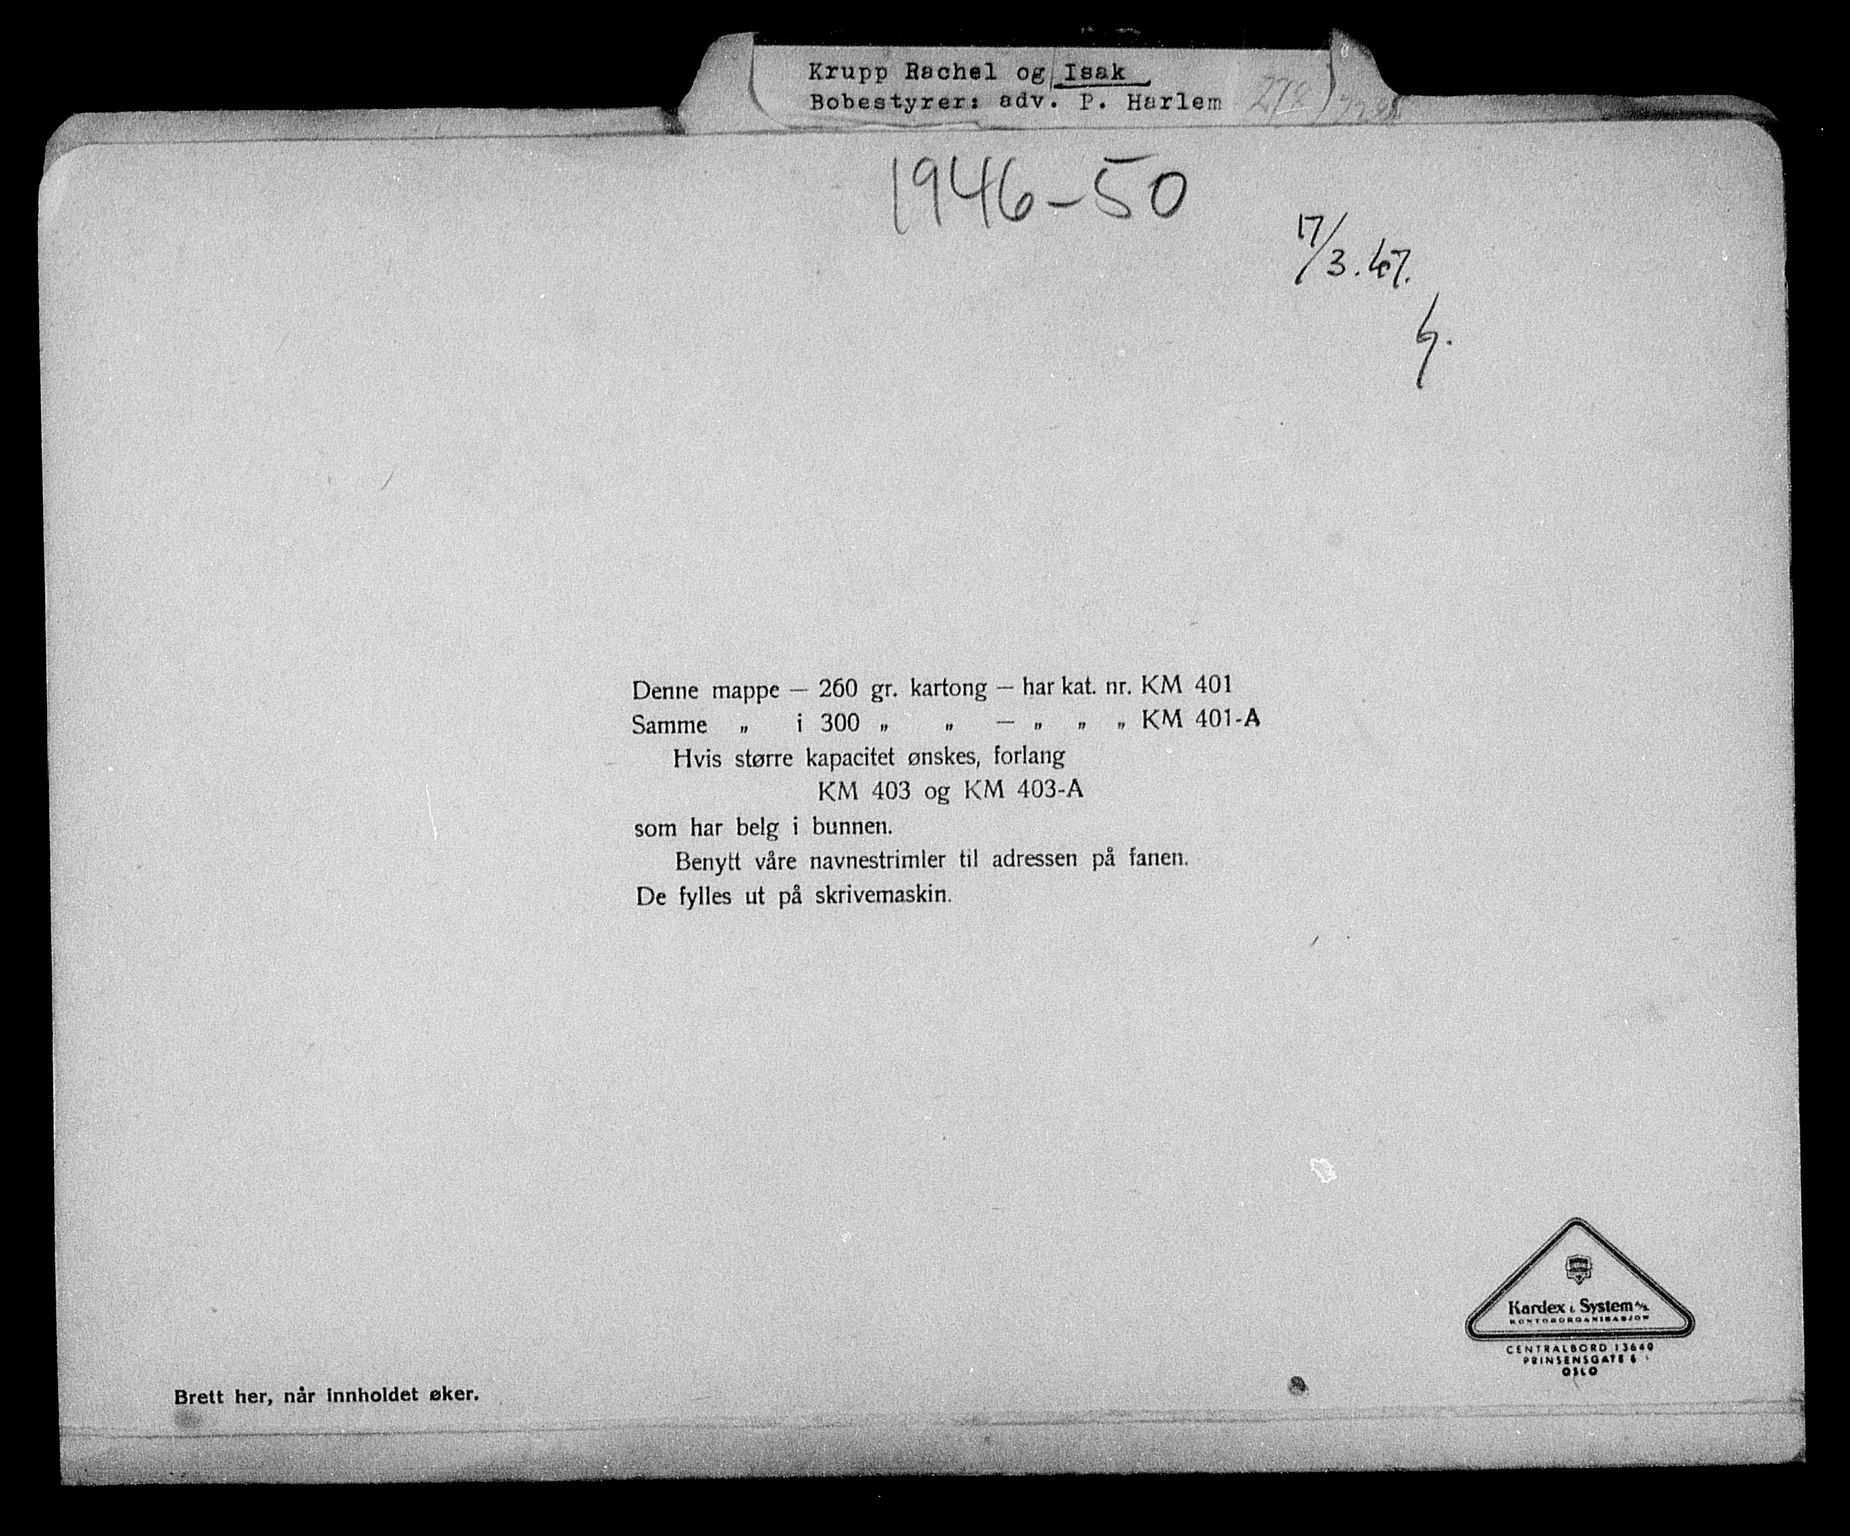 Krupp Rachel og Isak
Bobestyrer: adv. P. Harlem
1946-50
17/3.47.
Denne mappe — 260 gr. kartong — har kat. nr. KM 401
Samme „ i 300 „ „ — „ „ „ KM 401-A
Hvis større kapacitet ønskes, forlang
KM 403 og KM 403-A
som har belg i bunnen.
Benytt våre navnestrimler til adressen på fanen.
De fylles ut på skrivemaskin.
Kardex i System A/S
KONTORORGANISASJON
CENTRALBORD 13640
PRINSENSGATE 6
OSLO
Brett her, når innholdet øker.